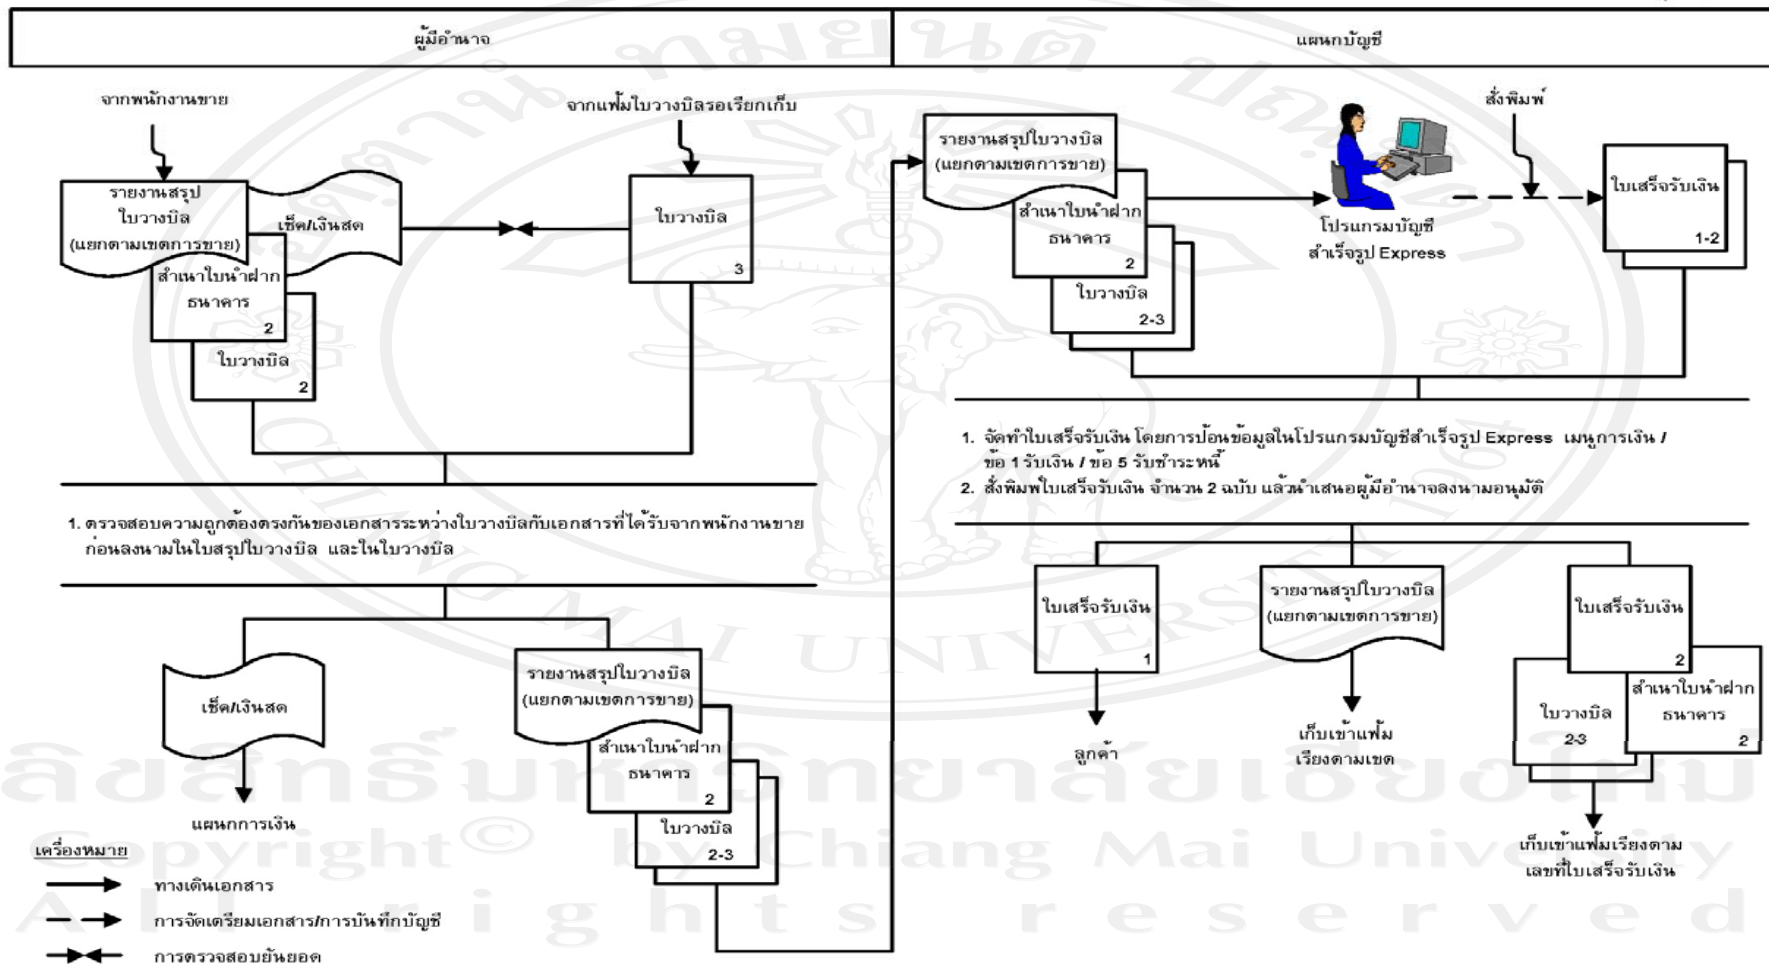 ผู้มีอำนาจ
แผนกบัญชี
จากพนักงานขาย
จากแฟ้มใบวางบิลรอเรียกเก็บ
รายงานสรุป
ใบวางบิล
(แยกตามเขตการขาย)
เช็ค/เงินสด
สำเนาใบนำฝาก
ธนาคาร
2
ใบวางบิล
2
ใบวางบิล
3
1. ตรวจสอบความถูกต้องตรงกันของเอกสารระหว่างใบวางบิลกับเอกสารที่ได้รับจากพนักงานขาย
ก่อนลงนามในใบสรุปใบวางบิล และในใบวางบิล
เช็ค/เงินสด
แผนกการเงิน
รายงานสรุปใบวางบิล
(แยกตามเขตการขาย)
สำเนาใบนำฝาก
ธนาคาร
2
ใบวางบิล
2-3
เครื่องหมาย
ทางเดินเอกสาร
การจัดเตรียมเอกสาร/การบันทึกบัญชี
การตรวจสอบยันยอด
รายงานสรุปใบวางบิล
(แยกตามเขตการขาย)
สำเนาใบนำฝาก
ธนาคาร
2
ใบวางบิล
2-3
โปรแกรมบัญชี
สำเร็จรูป Express
สั่งพิมพ์
ใบเสร็จรับเงิน
1-2
1. จัดทำใบเสร็จรับเงิน โดยการป้อนข้อมูลในโปรแกรมบัญชีสำเร็จรูป Express เมนูการเงิน /
ข้อ 1 รับเงิน / ข้อ 5 รับชำระหนี้
2. สั่งพิมพ์ใบเสร็จรับเงิน จำนวน 2 ฉบับ แล้วนำเสนอผู้มีอำนาจลงนามอนุมัติ
ใบเสร็จรับเงิน
1
ลูกค้า
รายงานสรุปใบวางบิล
(แยกตามเขตการขาย)
เก็บเข้าแฟ้ม
เรียงตามเขต
ใบเสร็จรับเงิน
2
ใบวางบิล
2-3
สำเนาใบนำฝาก
ธนาคาร
2
เก็บเข้าแฟ้มเรียงตาม
เลขที่ใบเสร็จรับเงิน
CHIANG MAI UNIVERSITY 1964
ลิขสิทธิ์มหาวิทยาลัยเชียงใหม่
Copyright© by Chiang Mai University
All rights reserved